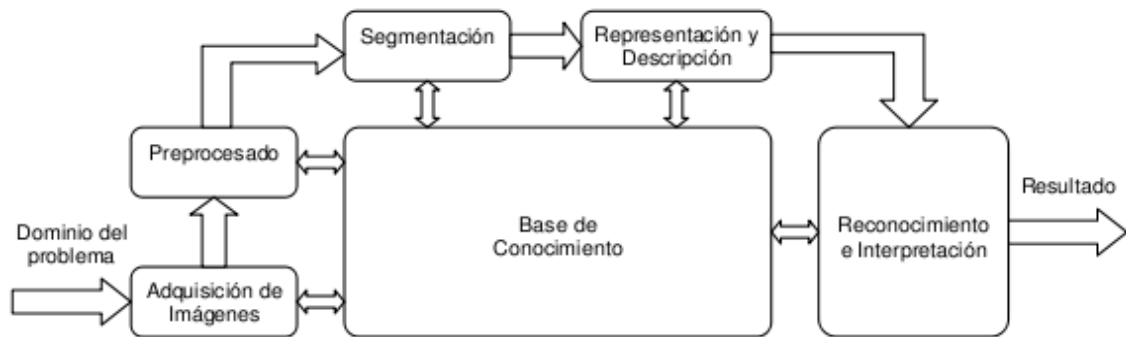 Segmentación
Representación y
Descripción
Preprocesado
Dominio del
problema
Adquisición de
Imágenes
Base de
Conocimiento
Reconocimiento
e Interpretación
Resultado